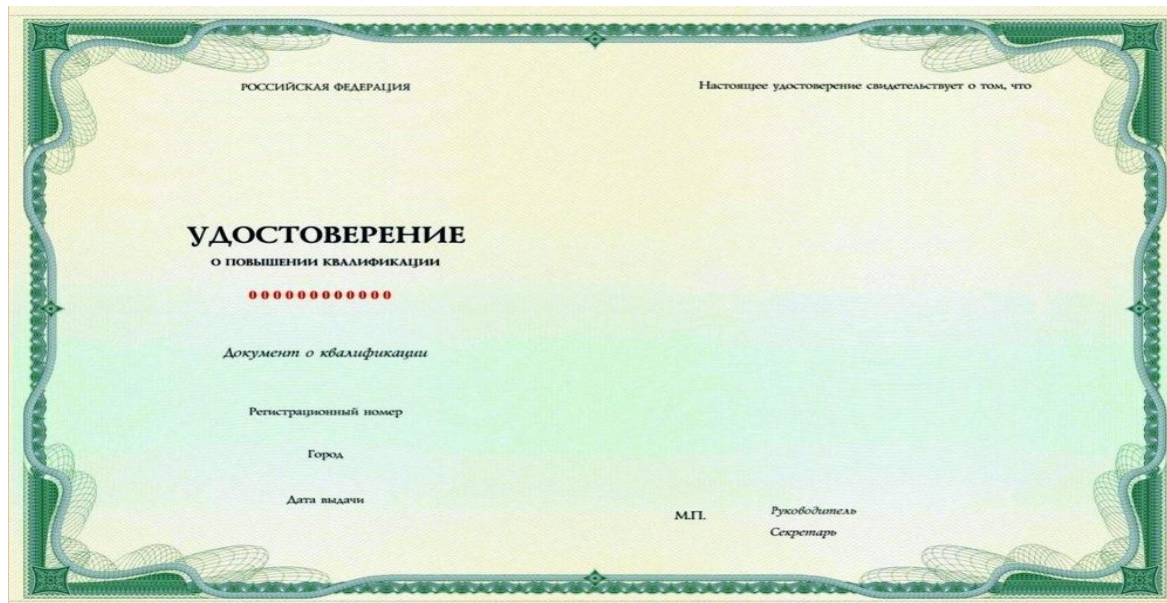 РОССИЙСКАЯ ФЕДЕРАЦИЯ
УДОСТОВЕРЕНИЕ
О ПОВЫШЕНИИ КВАЛИФИКАЦИИ
000000000000
Документ о квалификации
Регистрационный номер
Город
Дата выдачи
Настоящее удостоверение свидетельствует о том, что
М.П.
Руководитель
Секретарь